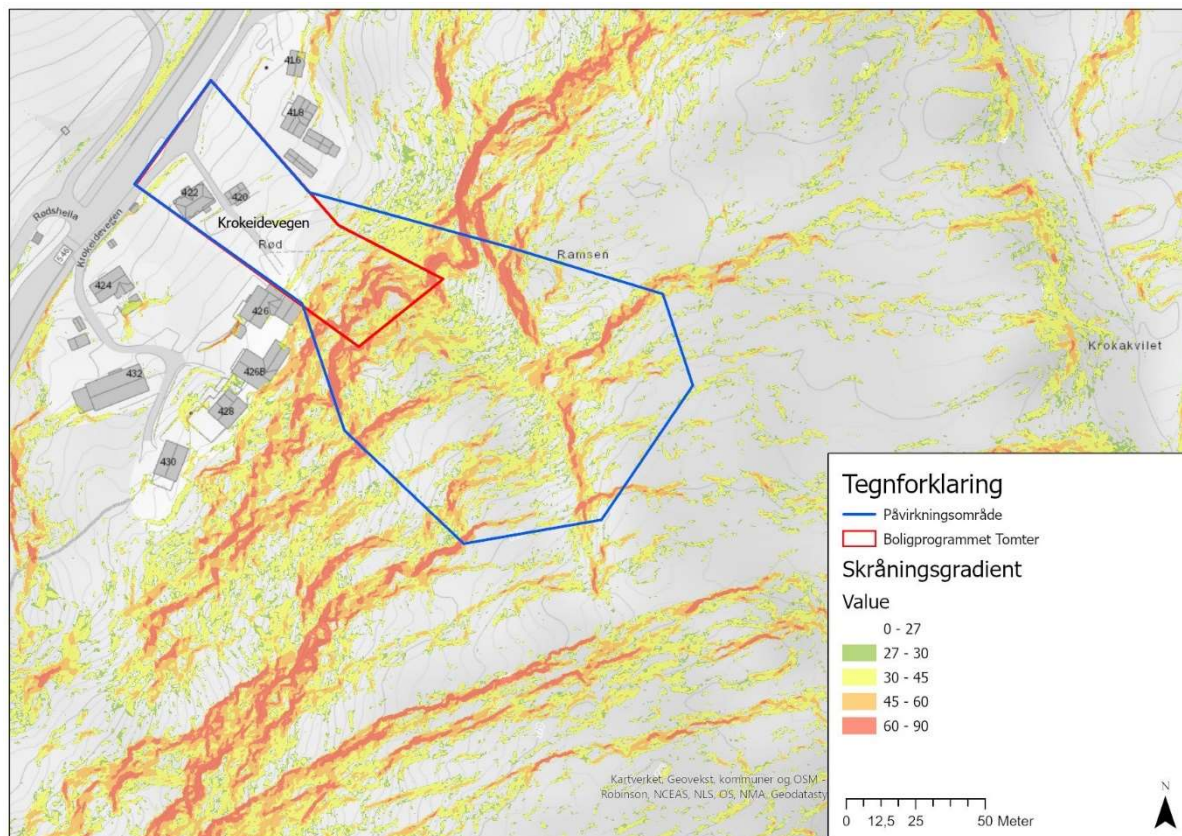 416
418
422
420
Krokeidevegen
Rød
Rødsheila
Krokeidevegen
546
424
426
426B
432
428
430
Ramsen
Krokakvilet
Tegnforklaring
Påvirkningsområde
Boligprogrammet Tomter
Skråningsgradient
Value
0 - 27
27 - 30
30 - 45
45 - 60
60 - 90
Kartverket, Geovekst, kommuner og OSM -
Robinson, NCEAS, NLS, OS, NMA, Geodatasty
0 12,5 25 50 Meter
N